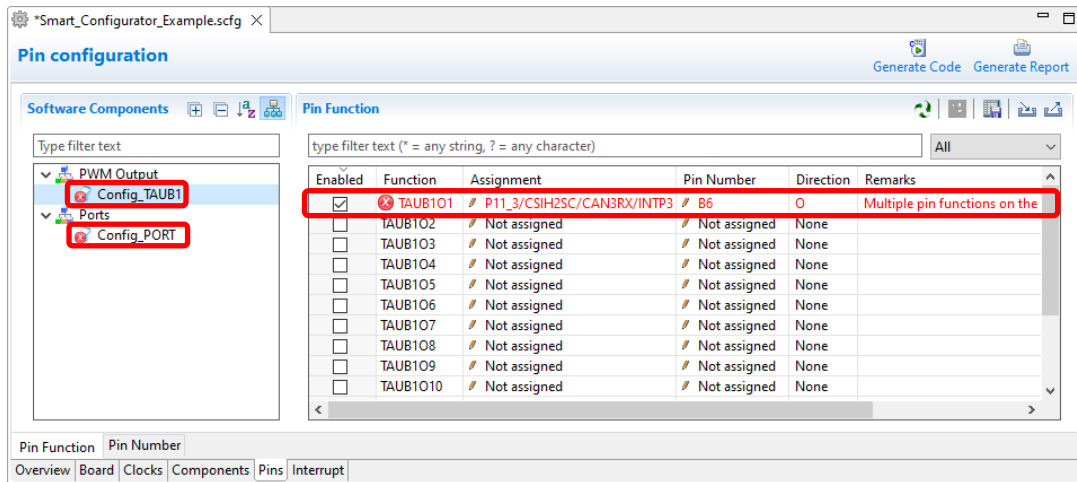 *Smart_Configurator_Example.scfg
Pin configuration
Generate Code Generate Report
Software Components
Pin Function
Type filter text
type filter text (* = any string, ? = any character)
All
PWM Output
Config_TAUB1
Ports
Config_PORT
Enabled Function Assignment Pin Number Direction Remarks
TAUB1O1 P11_3/CSIH2SC/CAN3RX/INTP3 B6 O Multiple pin functions on the
TAUB1O2 Not assigned Not assigned None
TAUB1O3 Not assigned Not assigned None
TAUB1O4 Not assigned Not assigned None
TAUB1O5 Not assigned Not assigned None
TAUB1O6 Not assigned Not assigned None
TAUB1O7 Not assigned Not assigned None
TAUB1O8 Not assigned Not assigned None
TAUB1O9 Not assigned Not assigned None
TAUB1O10 Not assigned Not assigned None
Pin Function Pin Number
Overview Board Clocks Components Pins Interrupt